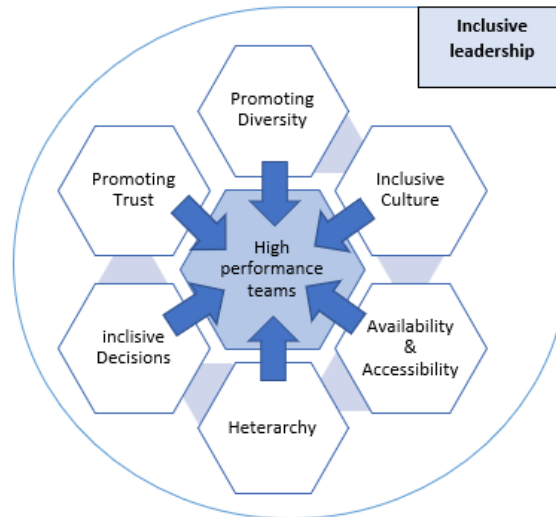 Inclusive
leadership
Promoting
Diversity
Promoting
Trust
Inclusive
Culture
High
performance
teams
inclisive
Decisions
Availability
&
Accessibility
Heterarchy